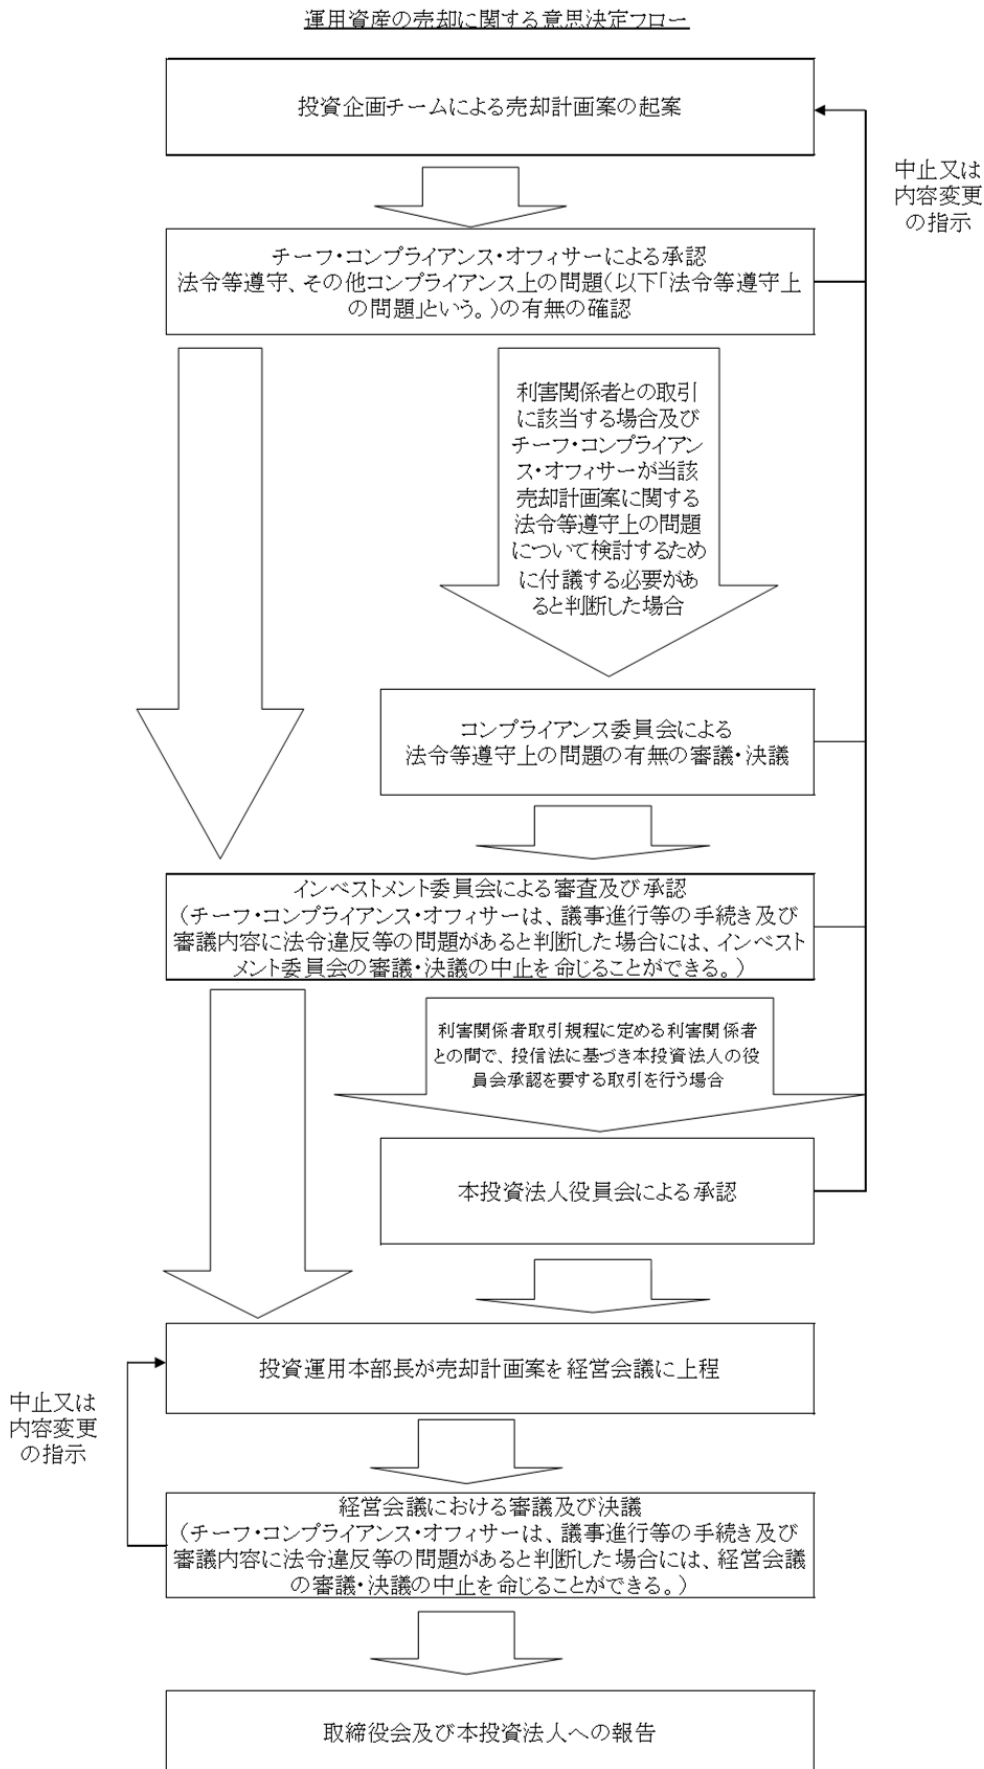 運用資産の売却に関する意思決定フロー
投資企画チームによる売却計画案の起案
中止又は
内容変更
の指示
チーフ・コンプライアンス・オフィサーによる承認
法令等遵守、その他コンプライアンス上の問題(以下「法令等遵守上
の問題」という。)の有無の確認
利害関係者との取引
に該当する場合及び
チーフ・コンプライアン
ス・オフィサーが当該
売却計画案に関する
法令等遵守上の問題
について検討するため
に付議する必要があ
ると判断した場合
コンプライアンス委員会による
法令等遵守上の問題の有無の審議・決議
インベストメント委員会による審査及び承認
(チーフ・コンプライアンス・オフィサーは、議事進行等の手続き及び
審議内容に法令違反等の問題があると判断した場合には、インベスト
メント委員会の審議・決議の中止を命じることができる。)
利害関係者取引規程に定める利害関係者
との間で、投信法に基づき本投資法人の役
員会承認を要する取引を行う場合
本投資法人役員会による承認
投資運用本部長が売却計画案を経営会議に上程
中止又は
内容変更
の指示
経営会議における審議及び決議
(チーフ・コンプライアンス・オフィサーは、議事進行等の手続き及び
審議内容に法令違反等の問題があると判断した場合には、経営会議
の審議・決議の中止を命じることができる。)
取締役会及び本投資法人への報告